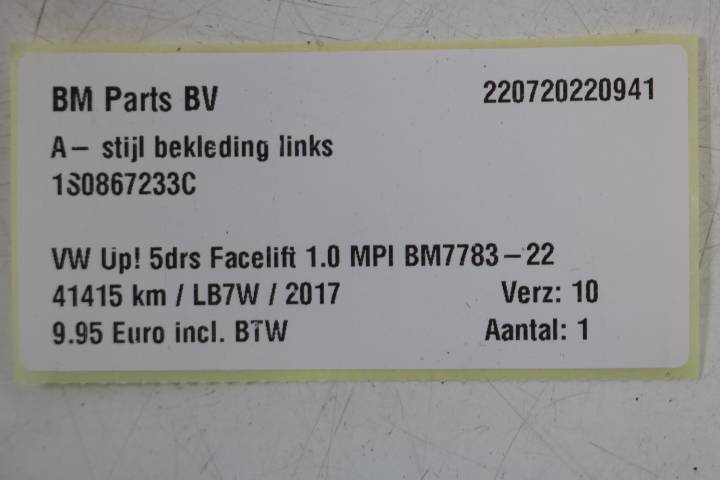 BM Parts BV 220720220941
A- stijl bekleding links
1S0867233C
VW Up! 5drs Facelift 1.0 MPI BM7783-22
41415 km / LB7W / 2017 Verz: 10
9.95 Euro incl. BTW Aantal: 1